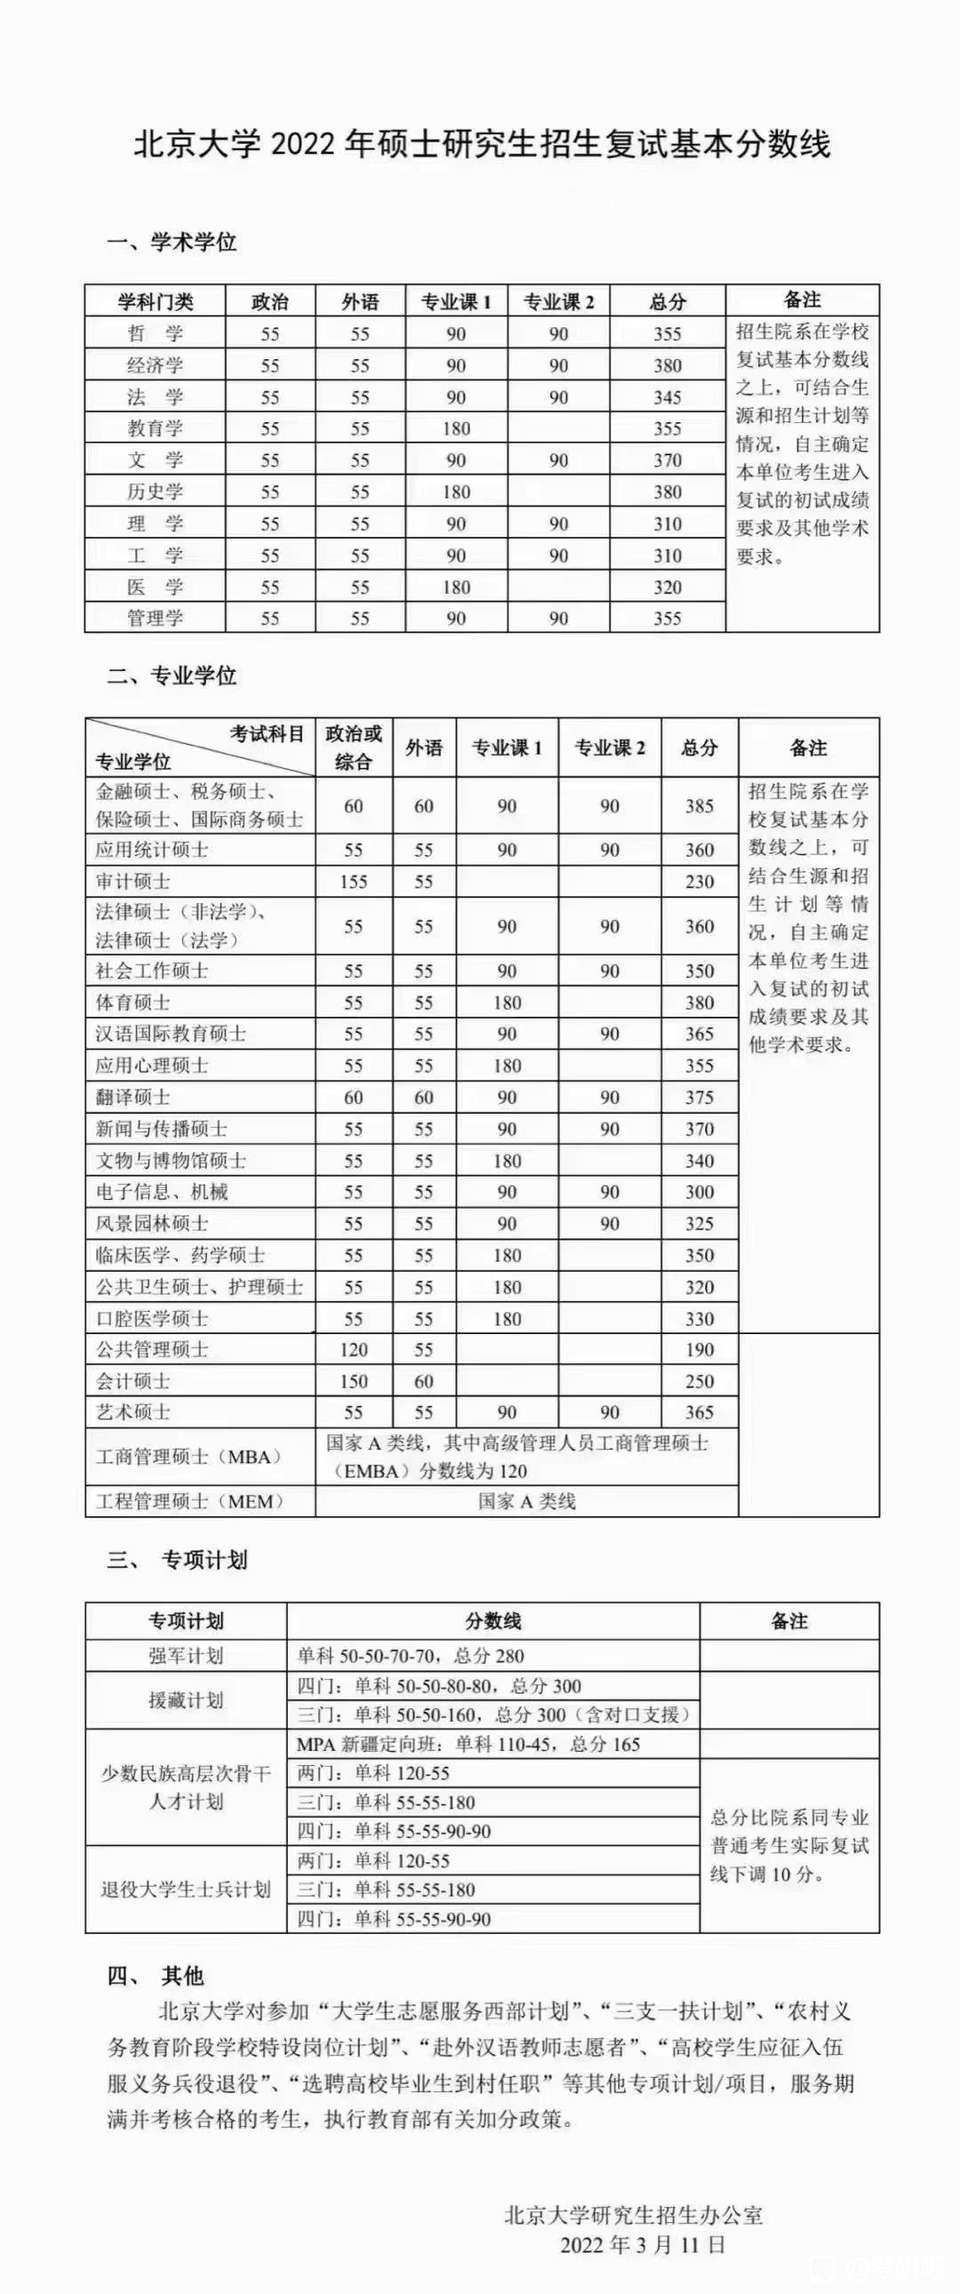 北京大学 2022 年硕士研究生招生复试基本分数线
一、学术学位
学科门类 政治 外语 专业课 1 专业课 2 总分 备注
哲 学 55 55 90 90 355
经济学 55 55 90 90 380
法 学 55 55 90 90 345
教育学 55 55 180 355
文 学 55 55 90 90 370
历史学 55 55 180 380
理 学 55 55 90 90 310
工 学 55 55 90 90 310
医 学 55 55 180 320
管理学 55 55 90 90 355
招生院系在学校
复试基本分数线
之上，可结合生
源和招生计划等
情况，自主确定
本单位考生进入
复试的初试成绩
要求及其他学术
要求。
二、专业学位
考试科目
专业学位
政治或
综合
外语 专业课 1 专业课 2 总分 备注
金融硕士、税务硕士、
保险硕士、国际商务硕士
60 60 90 90 385
应用统计硕士 55 55 90 90 360
审计硕士 155 55 230
法律硕士（非法学）、
法律硕士（法学）
55 55 90 90 360
社会工作硕士 55 55 90 90 350
体育硕士 55 55 180 380
汉语国际教育硕士 55 55 90 90 365
应用心理硕士 55 55 180 355
翻译硕士 60 60 90 90 375
新闻与传播硕士 55 55 90 90 370
文物与博物馆硕士 55 55 180 340
电子信息、机械 55 55 90 90 300
风景园林硕士 55 55 90 90 325
临床医学、药学硕士 55 55 180 350
公共卫生硕士、护理硕士 55 55 180 320
口腔医学硕士 55 55 180 330
公共管理硕士 120 55 190
会计硕士 150 60 250
艺术硕士 55 55 90 90 365
工商管理硕士（MBA）
国家 A 类线，其中高级管理人员工商管理硕士
（EMBA）分数线为 120
工程管理硕士（MEM） 国家 A 类线
招生院系在学
校复试基本分
数线之上，可
结合生源和招
生计划等情
况，自主确定
本单位考生进
入复试的初试
成绩要求及其
他学术要求。
三、 专项计划
专项计划 分数线 备注
强军计划 单科 50-50-70-70，总分 280
援藏计划
四门：单科 50-50-80-80，总分 300
三门：单科 50-50-160，总分 300（含对口支援）
少数民族高层次骨干
人才计划
MPA 新疆定向班：单科 110-45，总分 165
两门：单科 120-55
三门：单科 55-55-180
四门：单科 55-55-90-90
退役大学生士兵计划
两门：单科 120-55
三门：单科 55-55-180
四门：单科 55-55-90-90
总分比院系同专业
普通考生实际复试
线下调 10 分。
四、 其他
北京大学对参加“大学生志愿服务西部计划”、“三支一扶计划”、“农村义
务教育阶段学校特设岗位计划”、“赴外汉语教师志愿者”、“高校学生应征入伍
服义务兵役退役”、“选聘高校毕业生到村任职”等其他专项计划/项目，服务期
满并考核合格的考生，执行教育部有关加分政策。
北京大学研究生招生办公室
2022 年 3 月 11 日